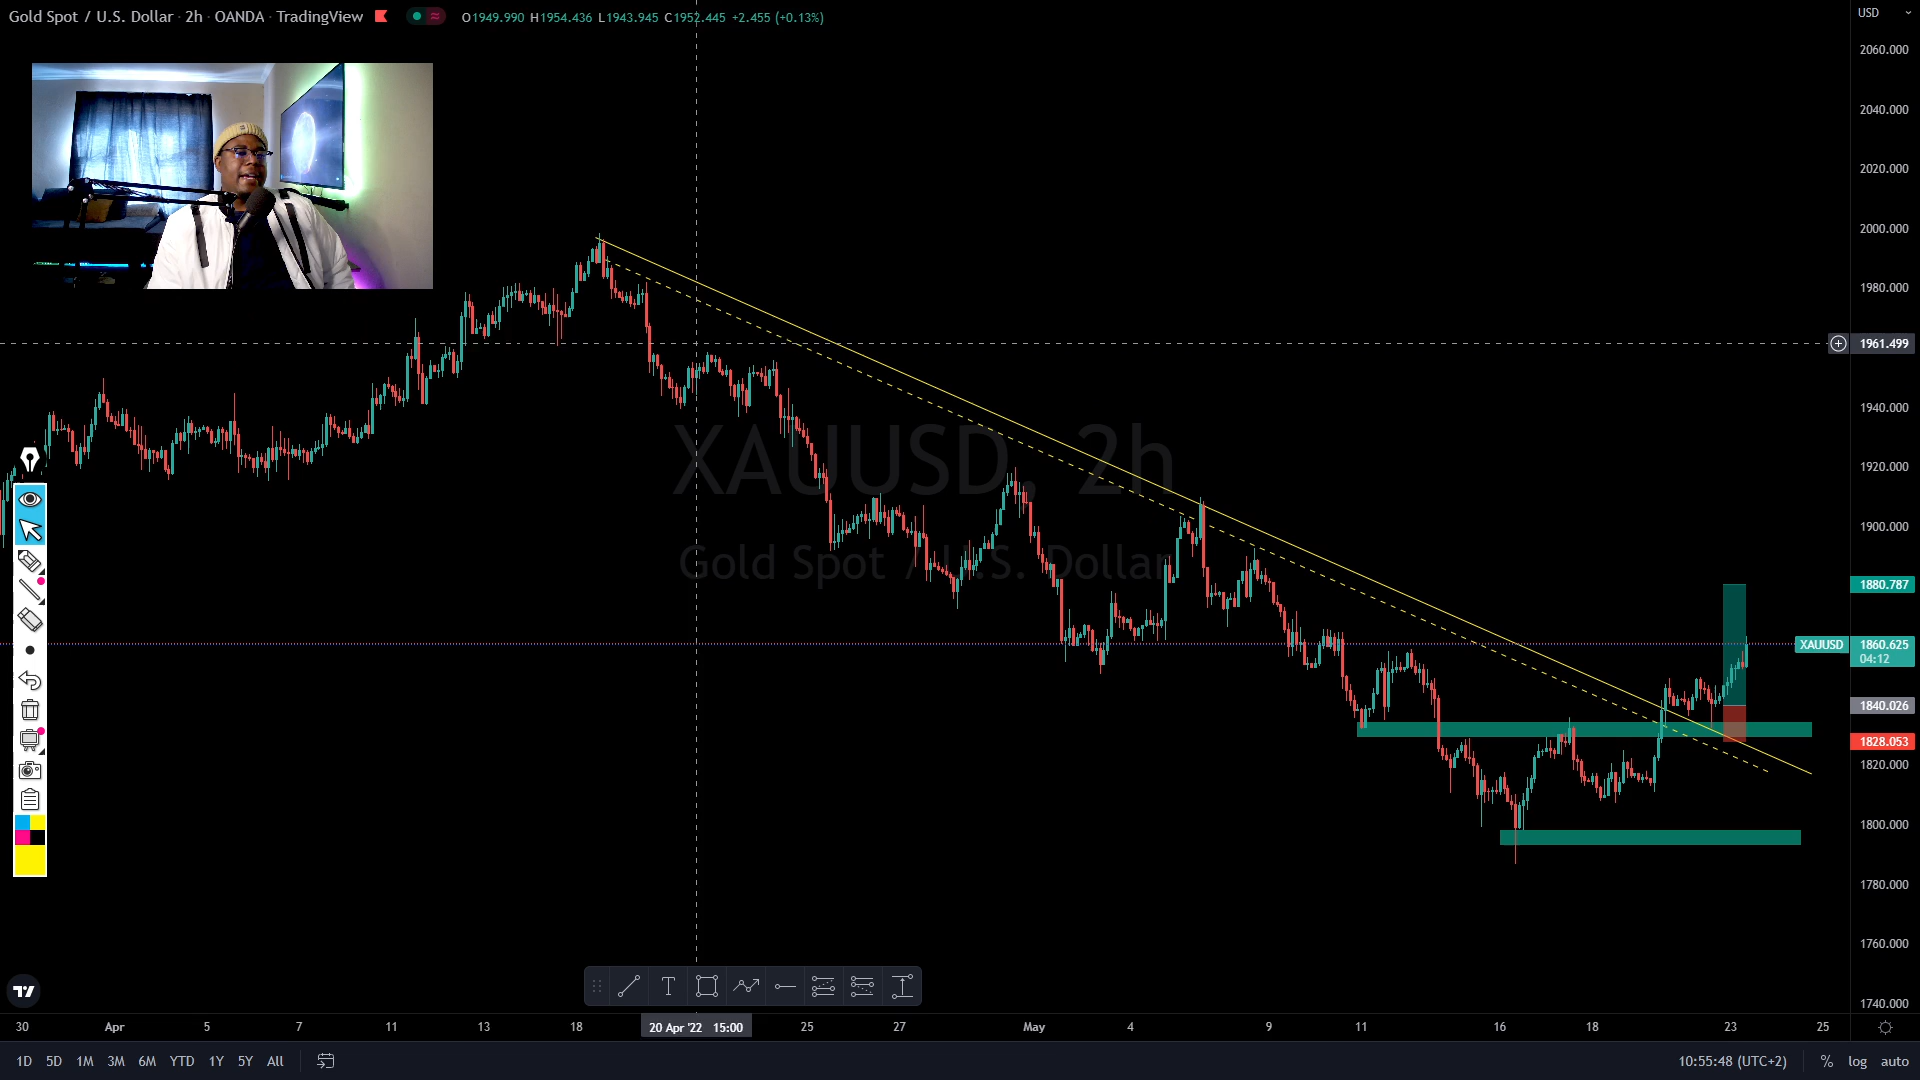 Gold Spot / U.S. Dollar · 2h · OANDA · TradingView
O1949.990 H1954.436 L1943.945 C1952.445 +2.455 (+0.13%)
USD
2060.000
2040.000
2020.000
2000.000
1980.000
1961.499
1940.000
1920.000
XAUUSD, 2h
1900.000
Gold Spot / U.S. Dollar
1880.787
XAUUSD
1860.625
04:12
1840.026
1828.053
1820.000
1800.000
1780.000
1760.000
1740.000
T
30 Apr 5 7 11 13 18 20 Apr '22 15:00 25 27 May 4 9 11 16 18 23 25
1D 5D 1M 3M 6M YTD 1Y 5Y All
10:55:48 (UTC+2) % log auto